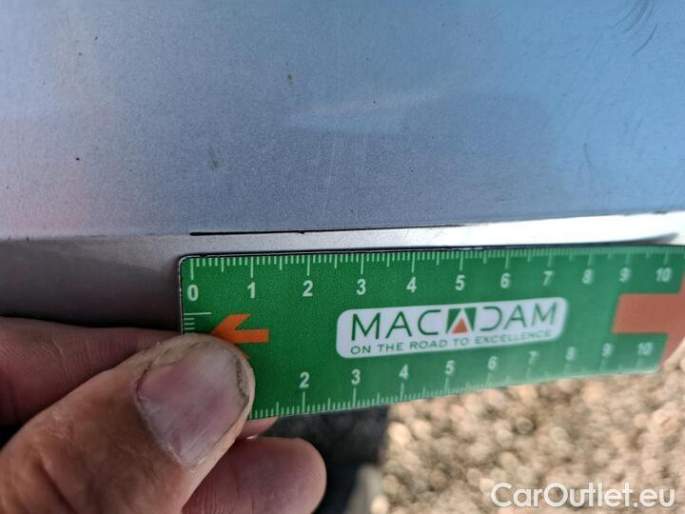 0 1 2 3 4 5 6 7 8 9 10
MACADAM
ON THE ROAD TO EXCELLENCE
2 3 4 5 6 7 8 9 10
CarOutlet.eu